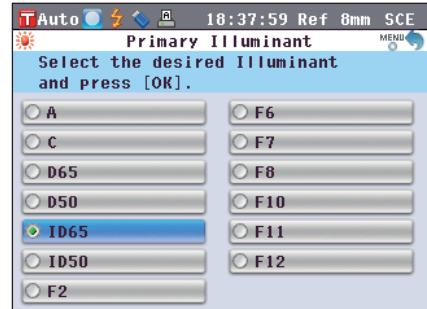 T Auto 18:37:59 Ref 8mm SCE
Primary Illuminant MENU
Select the desired Illuminant
and press [OK].
A
C
D65
D50
ID65
ID50
F2
F6
F7
F8
F10
F11
F12